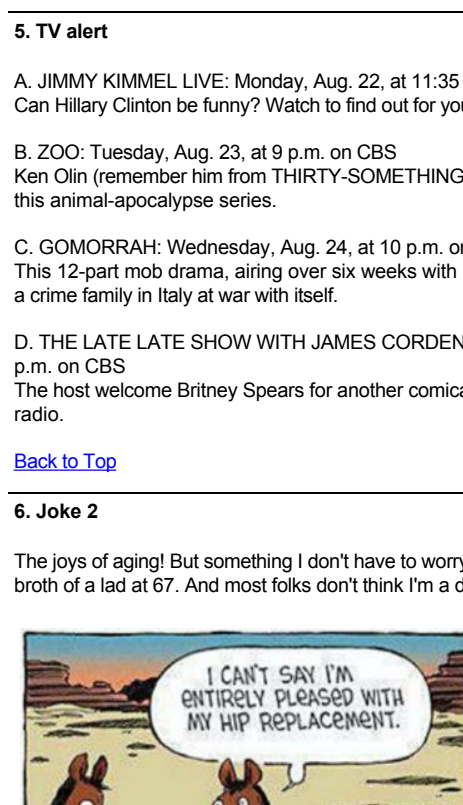 5. TV alert
A. JIMMY KIMMEL LIVE: Monday, Aug. 22, at 11:35
Can Hillary Clinton be funny? Watch to find out for you
B. ZOO: Tuesday, Aug. 23, at 9 p.m. on CBS
Ken Olin (remember him from THIRTY-SOMETHING
this animal-apocalypse series.
C. GOMORRAH: Wednesday, Aug. 24, at 10 p.m. on
This 12-part mob drama, airing over six weeks with
a crime family in Italy at war with itself.
D. THE LATE LATE SHOW WITH JAMES CORDEN
p.m. on CBS
The host welcome Britney Spears for another comica
radio.
Back to Top
6. Joke 2
The joys of aging! But something I don't have to worry
broth of a lad at 67. And most folks don't think I'm a d
I CAN'T SAY I'M
ENTIRELY PLEASED WITH
MY HIP REPLACEMENT.